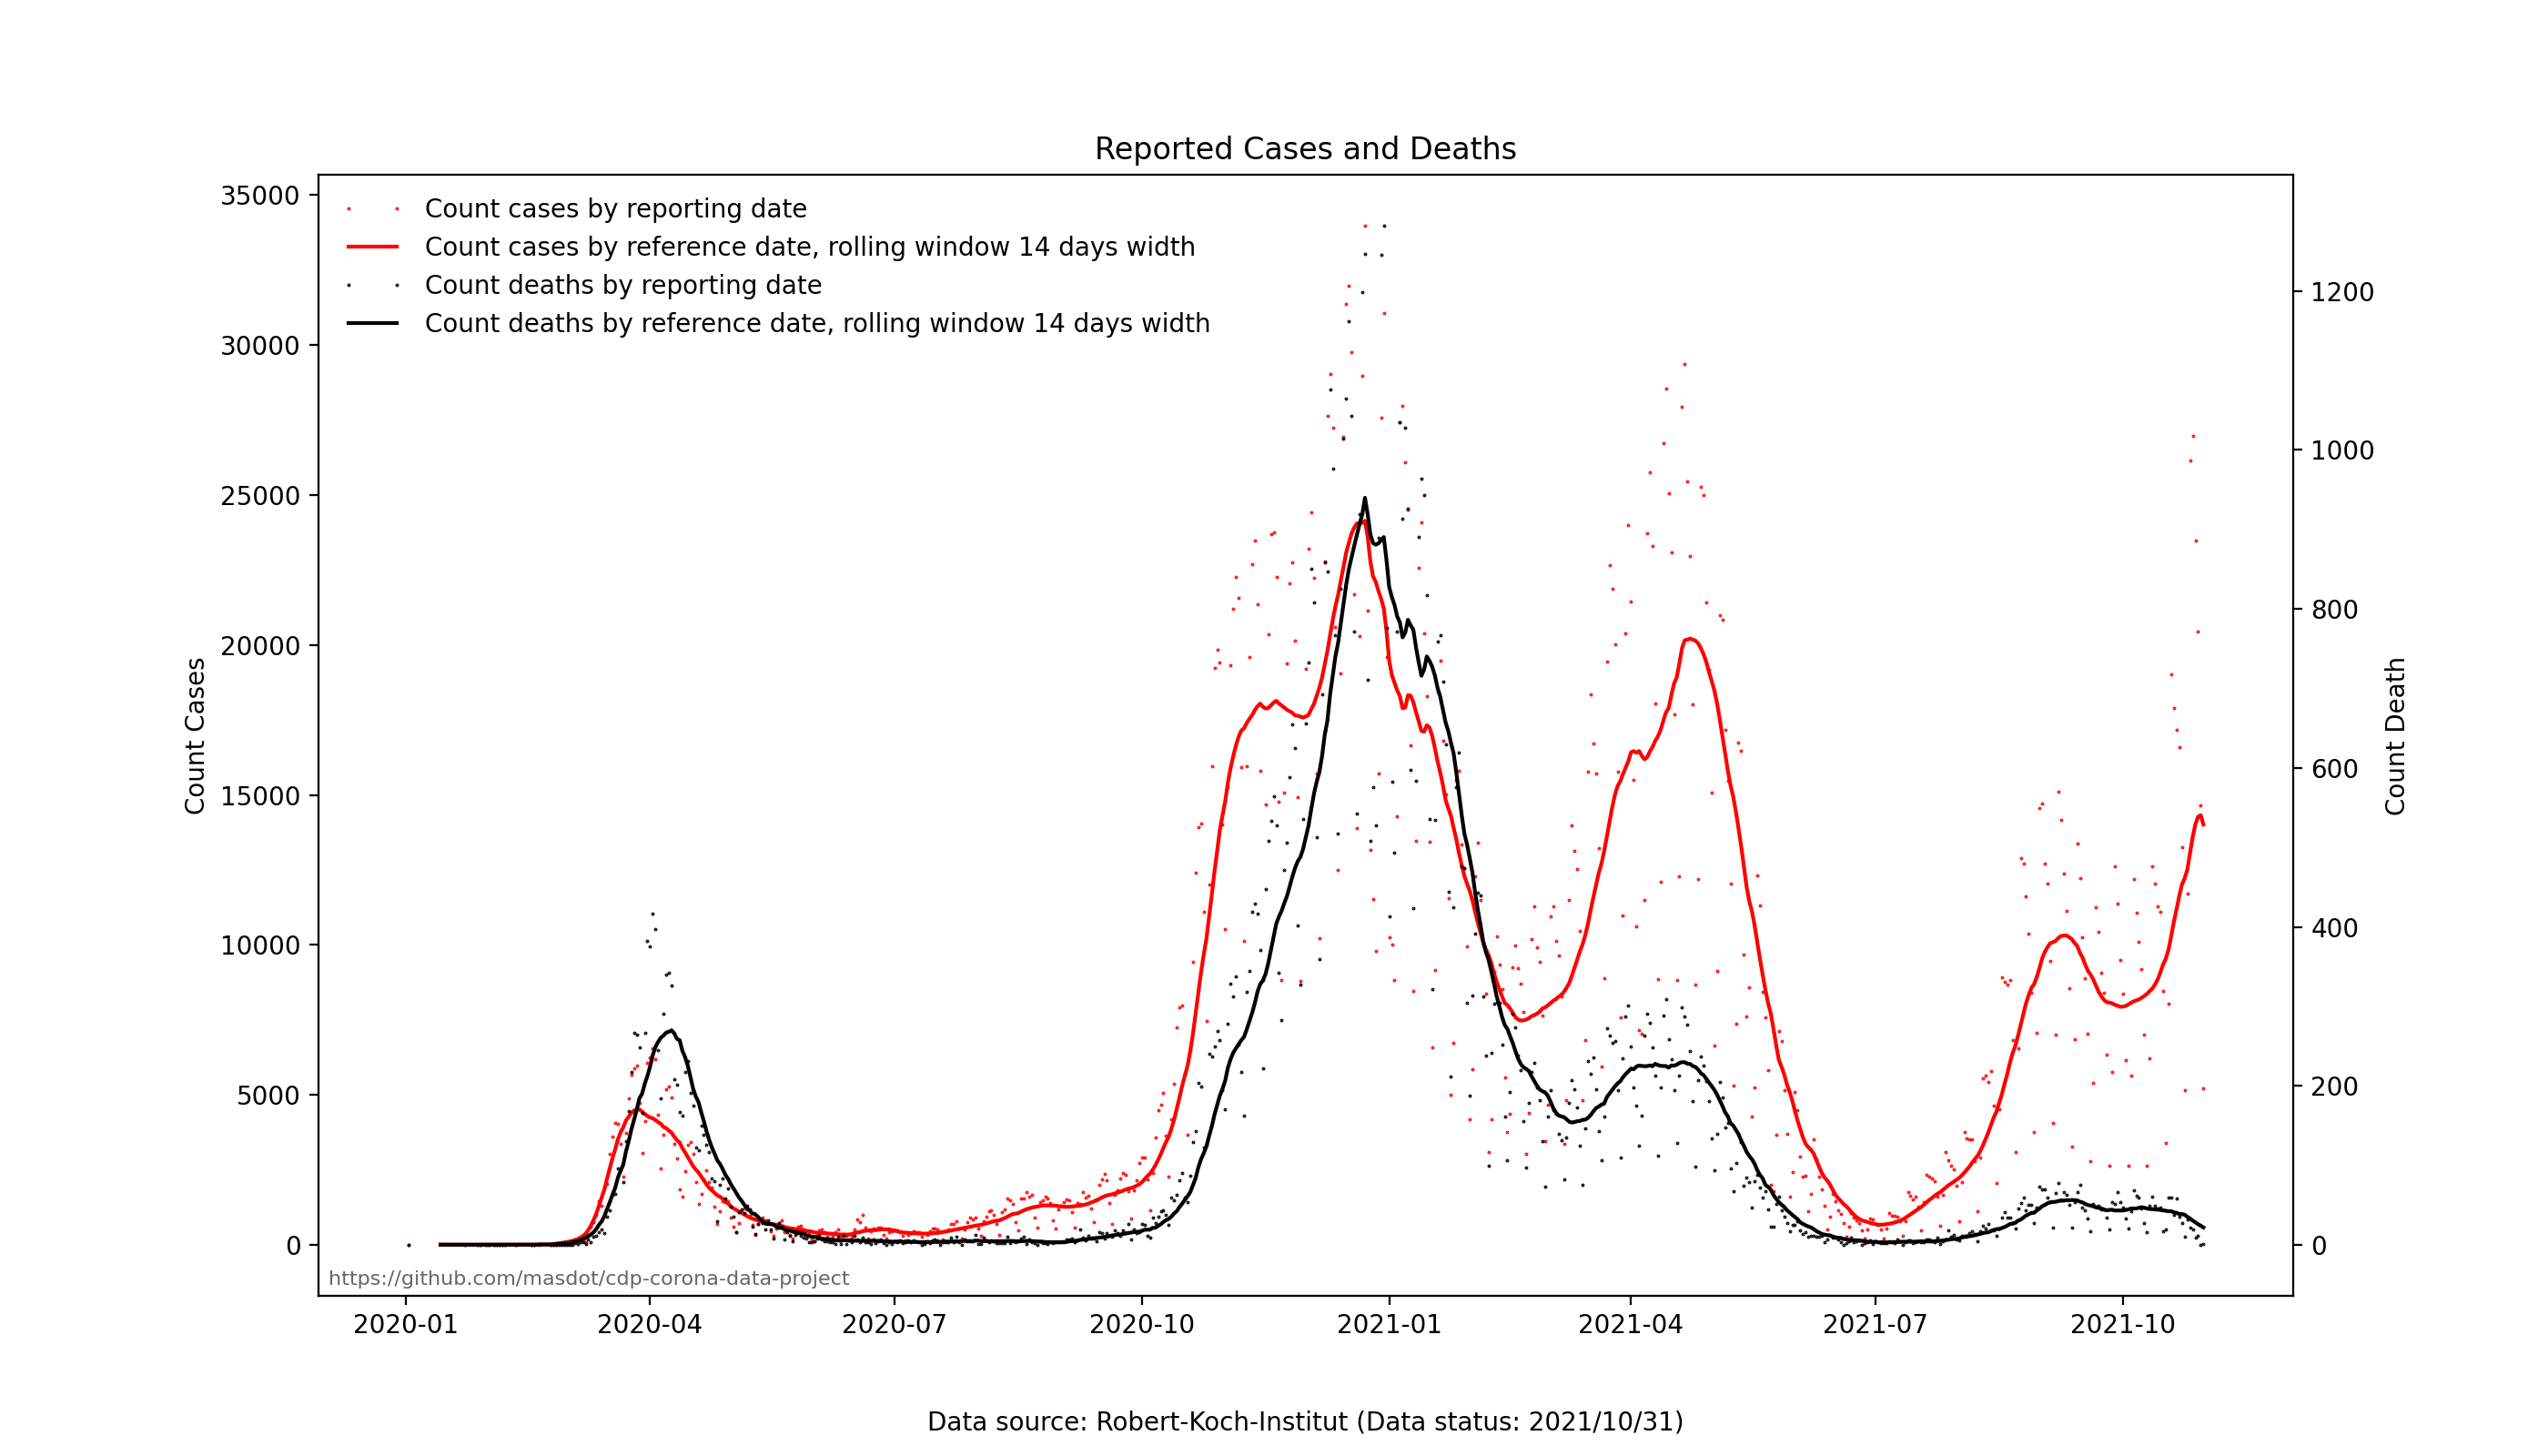 Reported Cases and Deaths
Count cases by reporting date
Count cases by reference date, rolling window 14 days width
Count deaths by reporting date
Count deaths by reference date, rolling window 14 days width
35000
30000
25000
20000
15000
10000
5000
0
Count Cases
1200
1000
800
600
400
200
0
Count Death
https://github.com/masdot/cdp-corona-data-project
2020-01 2020-04 2020-07 2020-10 2021-01 2021-04 2021-07 2021-10
Data source: Robert-Koch-Institut (Data status: 2021/10/31)